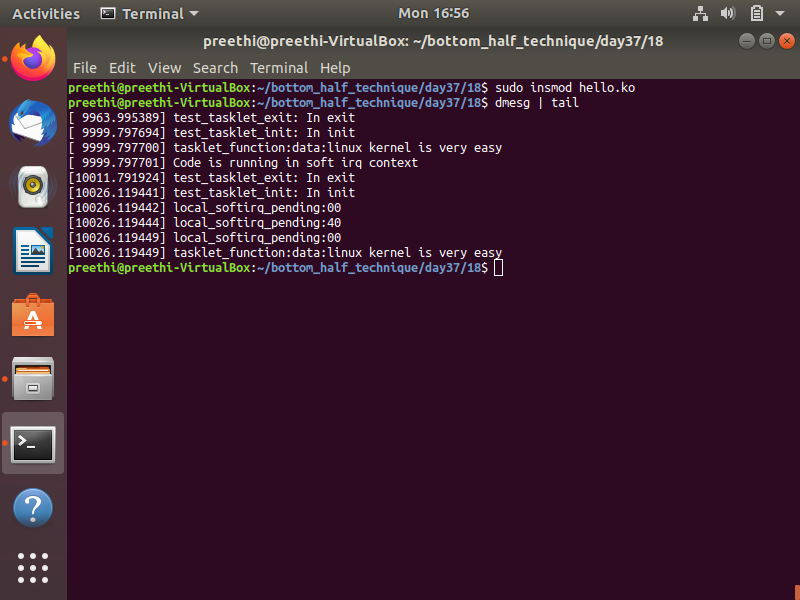 Activities Terminal Mon 16:56
preethi@preethi-VirtualBox: ~/bottom_half_technique/day37/18
File Edit View Search Terminal Help
preethi@preethi-VirtualBox:~/bottom_half_technique/day37/18$ sudo insmod hello.ko
preethi@preethi-VirtualBox:~/bottom_half_technique/day37/18$ dmesg | tail
[ 9963.995389] test_tasklet_exit: In exit
[ 9999.797694] test_tasklet_init: In init
[ 9999.797700] tasklet_function:data:linux kernel is very easy
[ 9999.797701] Code is running in soft irq context
[10011.791924] test_tasklet_exit: In exit
[10026.119441] test_tasklet_init: In init
[10026.119442] local_softirq_pending:00
[10026.119444] local_softirq_pending:40
[10026.119449] local_softirq_pending:00
[10026.119449] tasklet_function:data:linux kernel is very easy
preethi@preethi-VirtualBox:~/bottom_half_technique/day37/18$